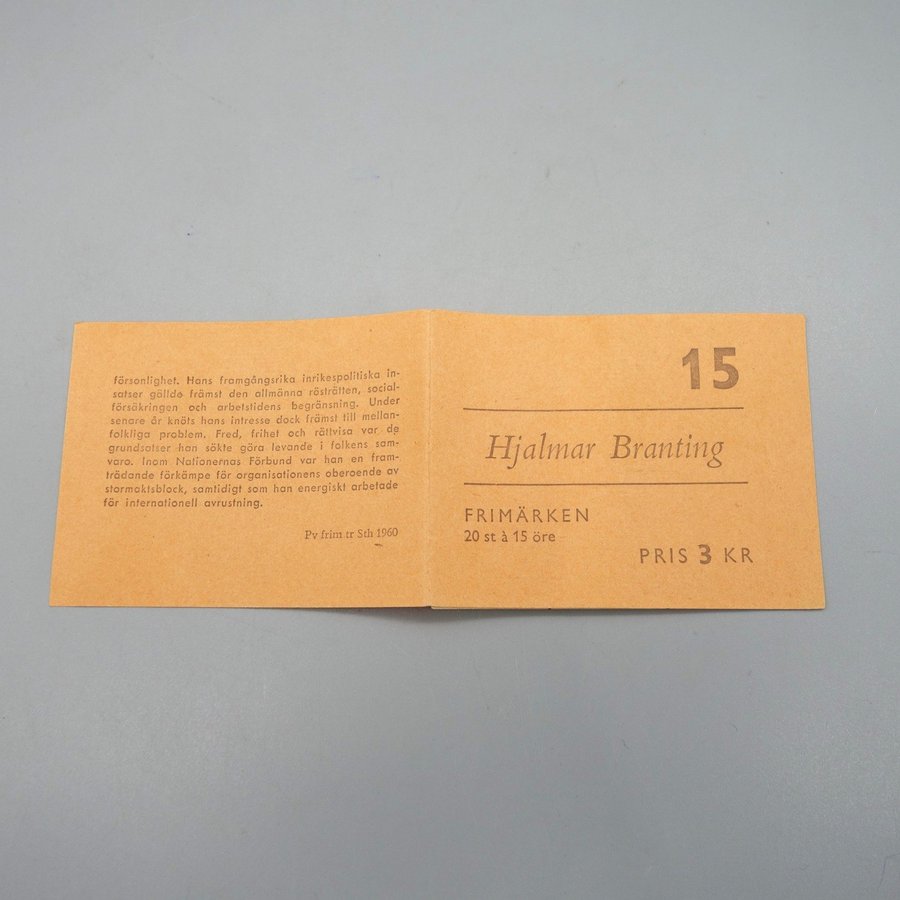 försonlighet. Hans framgångsrika inrikespolitiska in-
satser gällde främst den allmänna rösträtten, social-
försäkringen och arbetstidens begränsning. Under
senare år knöts hans intresse dock främst till mellan-
folkliga problem. Fred, frihet och rättvisa var de
grundsatser han sökte göra levande i folkens sam-
varo. Inom Nationernas Förbund var han en fram-
trädande förkämpe för organisationens oberoende av
stormaktsblock, samtidigt som han energiskt arbetade
för internationell avrustning.
Pv frim tr Sth 1960
15
Hjalmar Branting
FRIMÄRKEN
20 st à 15 öre
PRIS 3 KR